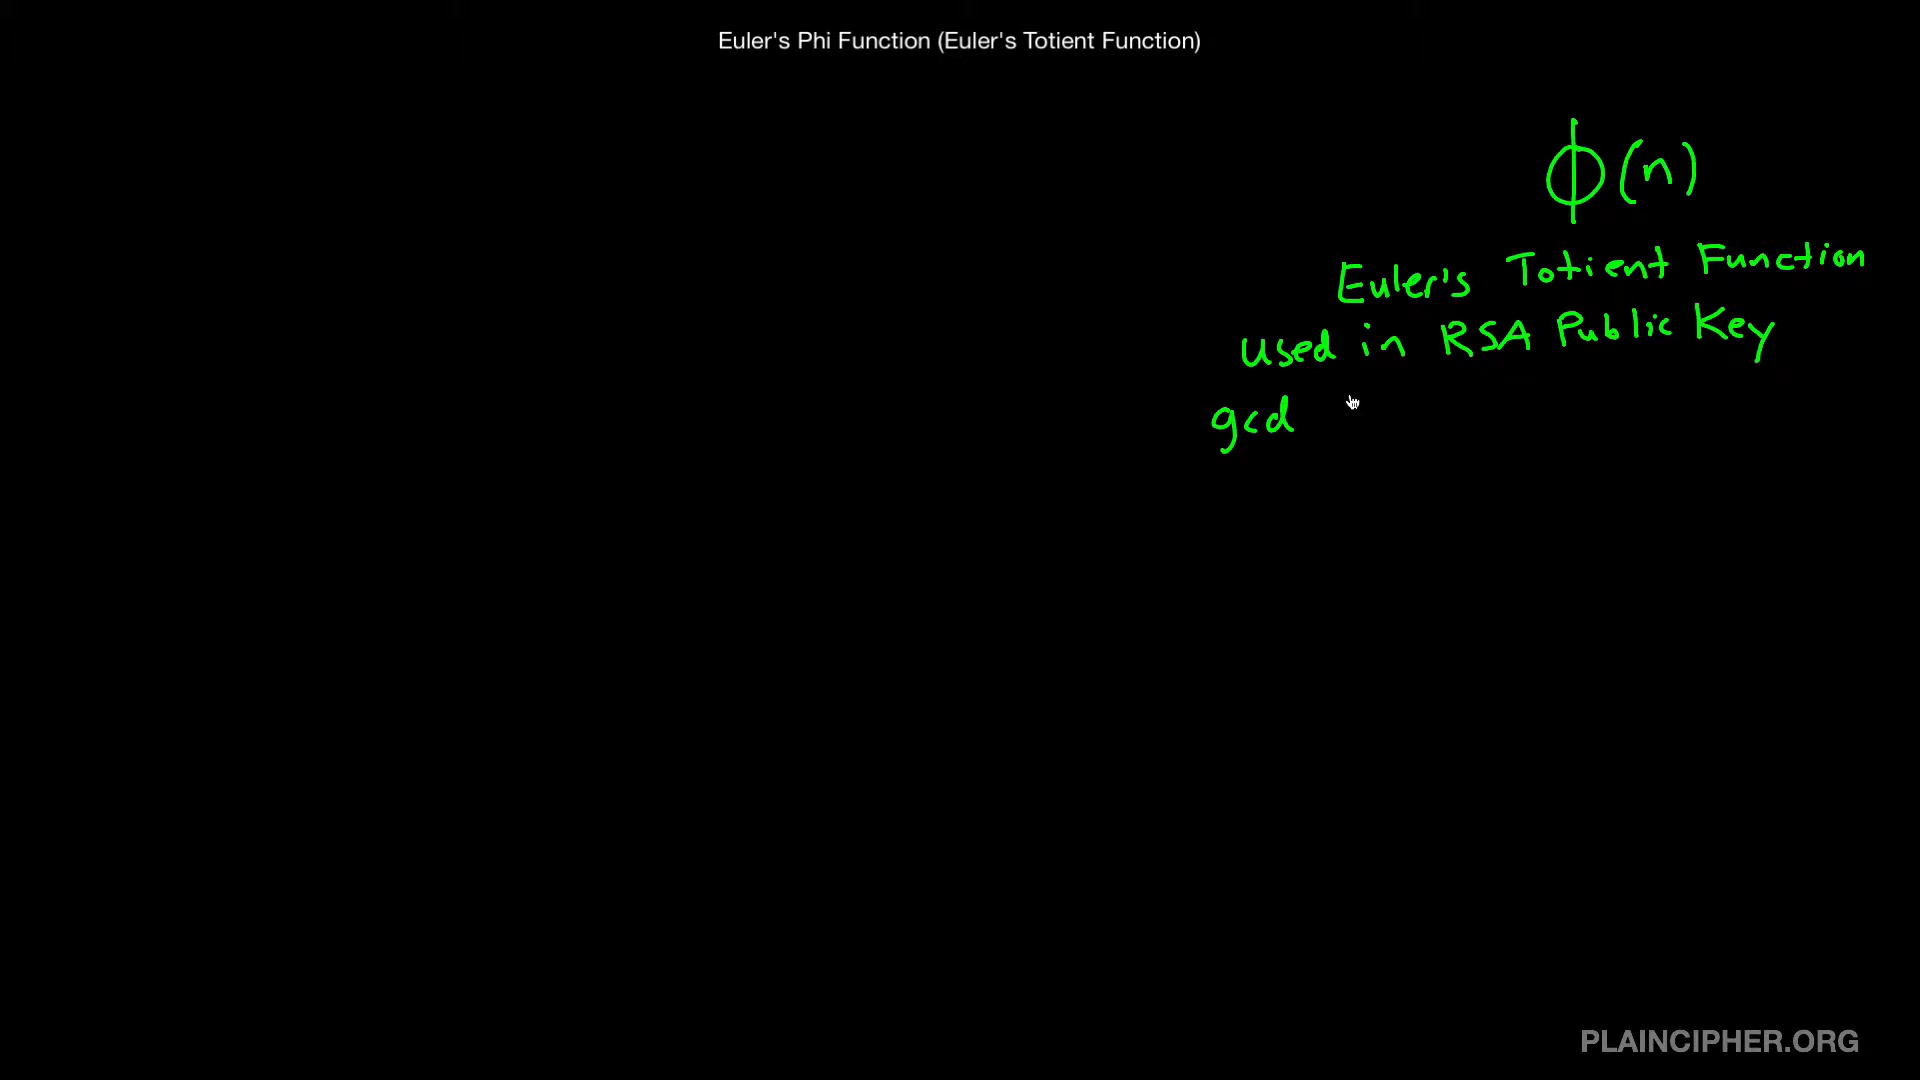 Euler's Phi Function (Euler's Totient Function)
ϕ(n)
Euler's Totient Function
used in RSA Public Key
gcd
PLAINCIPHER.ORG